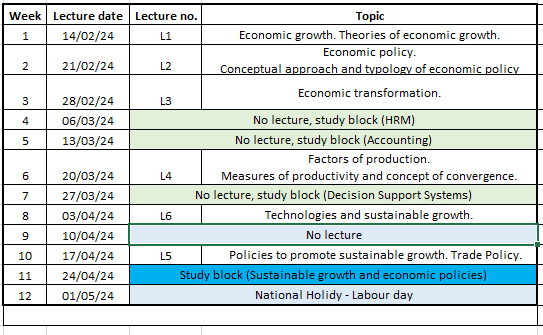 Week Lecture date Lecture no. Topic
1 14/02/24 L1 Economic growth. Theories of economic growth.
2 21/02/24 L2 Economic policy.
Conceptual approach and typology of economic policy
3 28/02/24 L3 Economic transformation.
4 06/03/24 No lecture, study block (HRM)
5 13/03/24 No lecture, study block (Accounting)
6 20/03/24 L4 Factors of production.
Measures of productivity and concept of convergence.
7 27/03/24 No lecture, study block (Decision Support Systems)
8 03/04/24 L6 Technologies and sustainable growth.
9 10/04/24 No lecture
10 17/04/24 L5 Policies to promote sustainable growth. Trade Policy.
11 24/04/24 Study block (Sustainable growth and economic policies)
12 01/05/24 National Holidy - Labour day